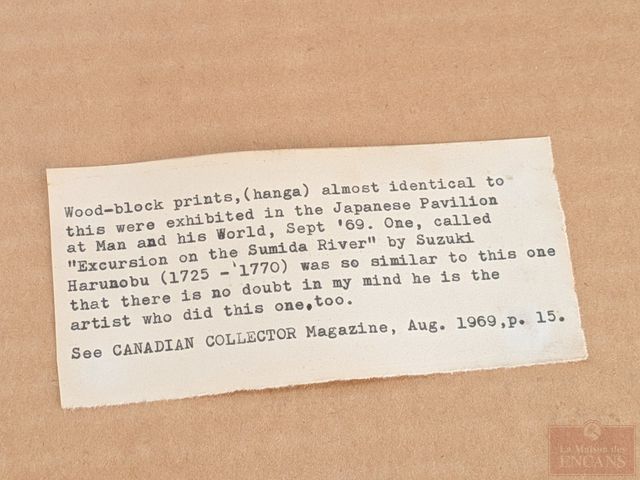 Wood-block prints,(hanga) almost identical to
this were exhibited in the Japanese Pavilion
at Man and his World, Sept '69. One, called
"Excursion on the Sumida River" by Suzuki
Harunobu (1725 -'1770) was so similar to this one
that there is no doubt in my mind he is the
artist who did this one,too.
See CANADIAN COLLECTOR Magazine, Aug. 1969,p. 15.
La Maison des
ENCANS